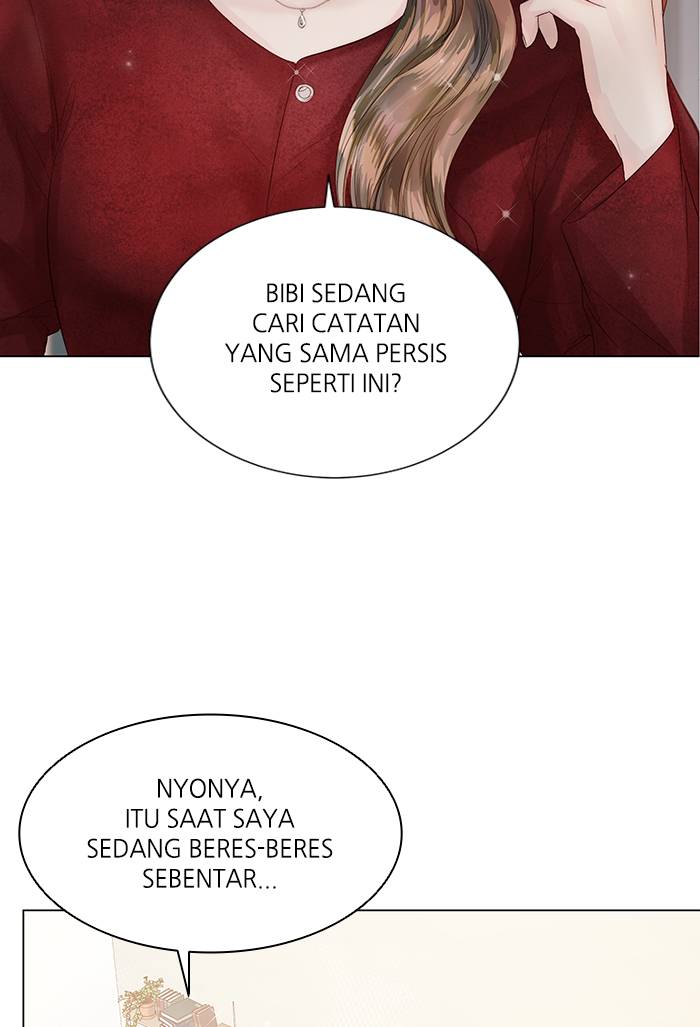 BIBI SEDANG
CARI CATATAN
YANG SAMA PERSIS
SEPERTI INI?
NYONYA,
ITU SAAT SAYA
SEDANG BERES-BERES
SEBENTAR...